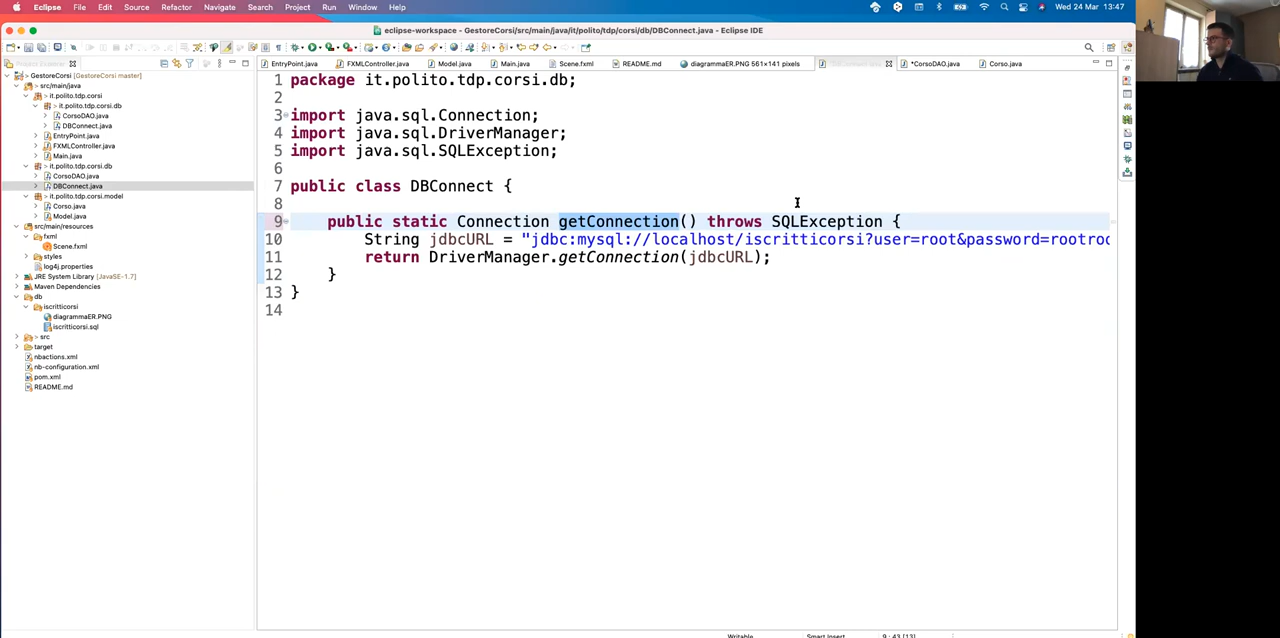 Eclipse File Edit Source Refactor Navigate Search Project Run Window Help Wed 24 Mar 13:47
eclipse-workspace - GestoreCorsi/src/main/java/it/polito/tdp/corsi/db/DBConnect.java - Eclipse IDE
EntryPoint.java FXMLController.java Model.java Main.java Scene.fxml README.md diagrammaER.PNG 561×141 pixels *CorsoDAO.java Corso.java
GestoreCorsi [GestoreCorsi master]
src/main/java
it.polito.tdp.corsi
it.polito.tdp.corsi.db
CorsoDAO.java
DBConnect.java
EntryPoint.java
FXMLController.java
Main.java
it.polito.tdp.corsi.db
CorsoDAO.java
DBConnect.java
it.polito.tdp.corsi.model
Corso.java
Model.java
src/main/resources
fxml
Scene.fxml
styles
log4j.properties
JRE System Library [JavaSE-1.7]
Maven Dependencies
db
iscritticorsi
diagrammaER.PNG
iscritticorsi.sql
src
target
nbactions.xml
nb-configuration.xml
pom.xml
README.md
1 package it.polito.tdp.corsi.db;
2
3 import java.sql.Connection;
4 import java.sql.DriverManager;
5 import java.sql.SQLException;
6
7 public class DBConnect {
8
9 public static Connection getConnection() throws SQLException {
10 String jdbcURL = "jdbc:mysql://localhost/iscritticorsi?user=root&password=rootroo
11 return DriverManager.getConnection(jdbcURL);
12 }
13 }
14
Writable Smart Insert 9 : 43 [13]